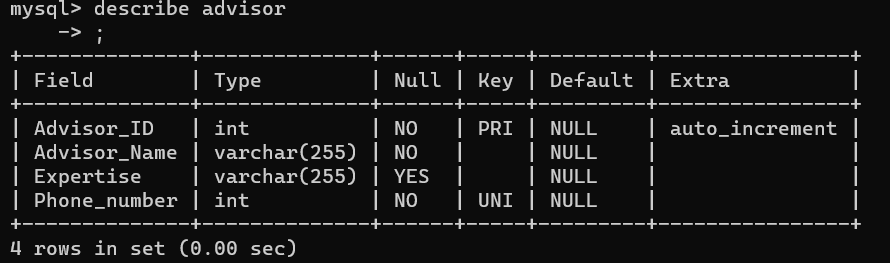 mysql> describe advisor
    -> ;
+--------------+--------------+------+-----+---------+----------------+
| Field        | Type         | Null | Key | Default | Extra          |
+--------------+--------------+------+-----+---------+----------------+
| Advisor_ID   | int          | NO   | PRI | NULL    | auto_increment |
| Advisor_Name | varchar(255) | NO   |     | NULL    |                |
| Expertise    | varchar(255) | YES  |     | NULL    |                |
| Phone_number | int          | NO   | UNI | NULL    |                |
+--------------+--------------+------+-----+---------+----------------+
4 rows in set (0.00 sec)